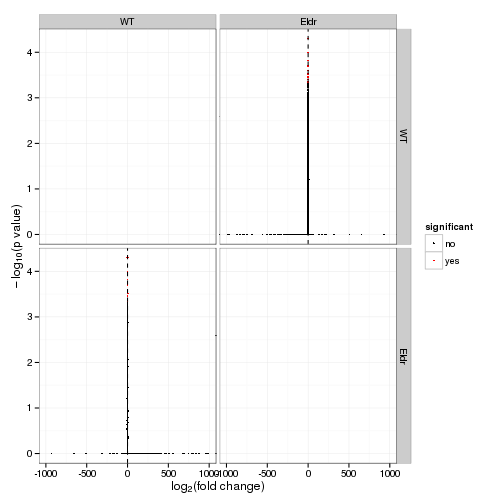 WT
Eldr
4
3
2
1
0
WT
4
3
2
1
0
Eldr
−log10(p value)
-1000
-500
0
500
1000
-1000
-500
0
500
1000
log2(fold change)
significant
no
yes